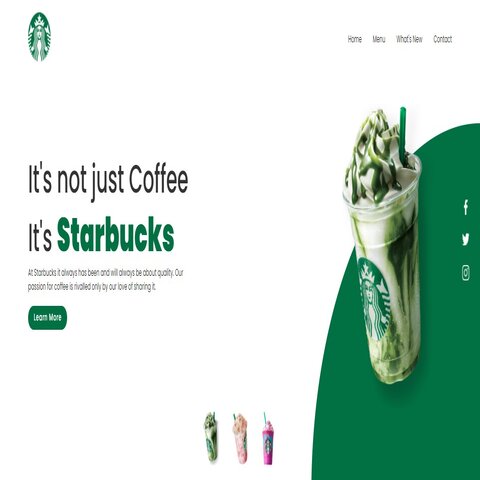 Home Menu What's New Contact
It's not just Coffee
It's Starbucks
At Starbucks it always has been and will always be about quality. Our
passion for coffee is rivalled only by our love of sharing it.
Learn More